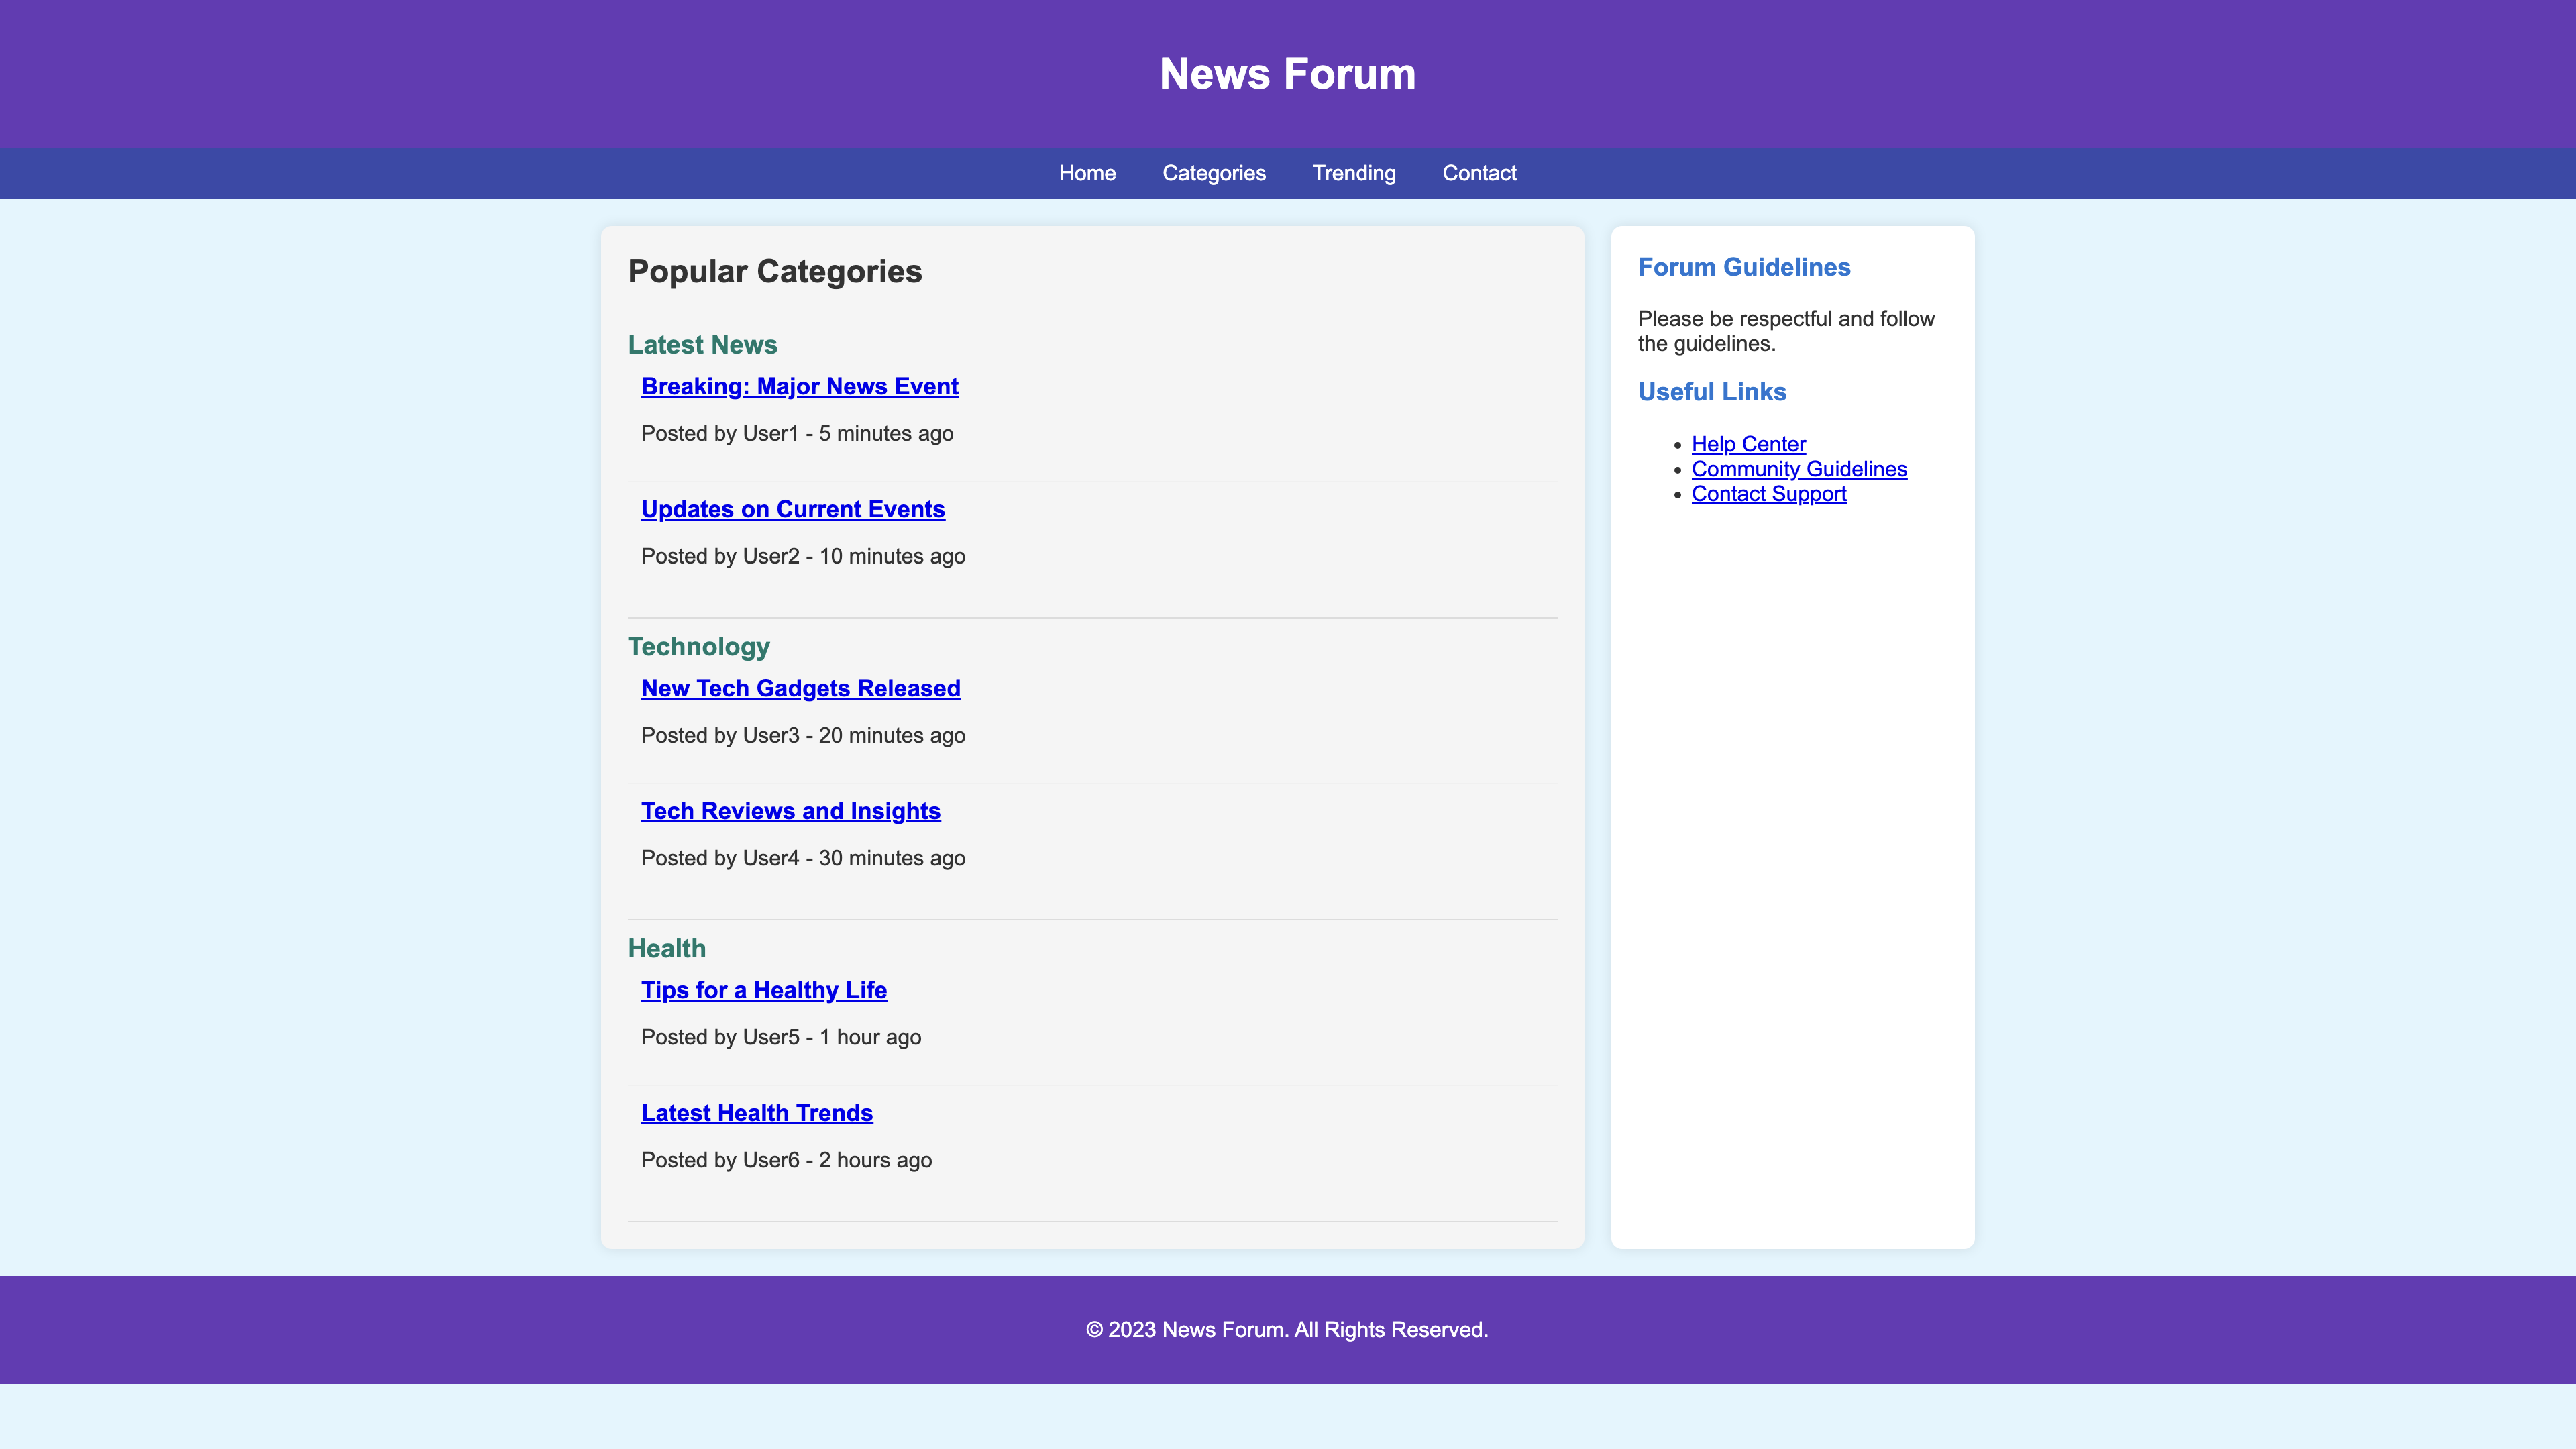 News Forum
Home Categories Trending Contact
Popular Categories
Latest News
Breaking: Major News Event
Posted by User1 - 5 minutes ago
Updates on Current Events
Posted by User2 - 10 minutes ago
Technology
New Tech Gadgets Released
Posted by User3 - 20 minutes ago
Tech Reviews and Insights
Posted by User4 - 30 minutes ago
Health
Tips for a Healthy Life
Posted by User5 - 1 hour ago
Latest Health Trends
Posted by User6 - 2 hours ago
Forum Guidelines
Please be respectful and follow
the guidelines.
Useful Links
Help Center
Community Guidelines
Contact Support
© 2023 News Forum. All Rights Reserved.